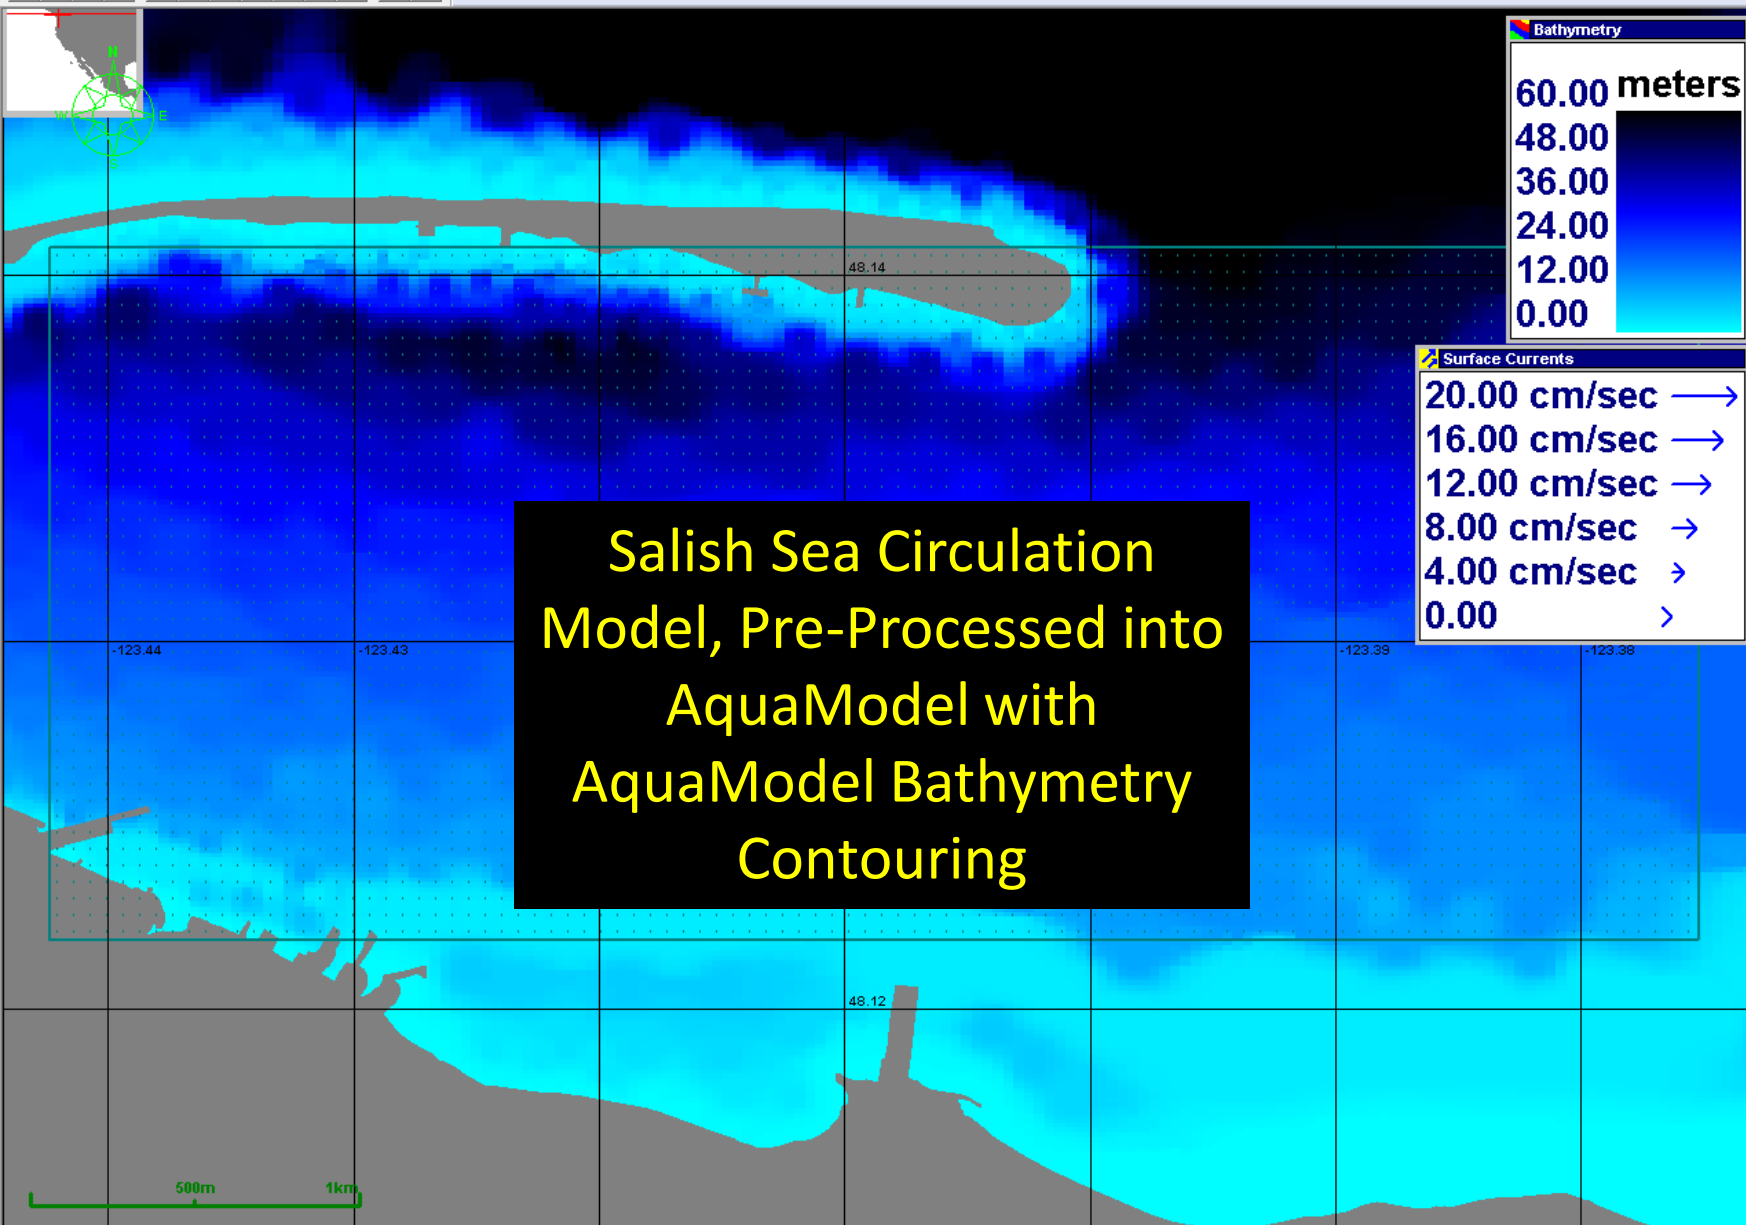 N
W
E
S
Bathymetry
60.00 meters
48.00
36.00
24.00
12.00
0.00
48.14
Surface Currents
20.00 cm/sec
16.00 cm/sec
12.00 cm/sec
8.00 cm/sec
4.00 cm/sec
0.00
Salish Sea Circulation
Model, Pre-Processed into
AquaModel with
AquaModel Bathymetry
Contouring
-123.44
-123.43
-123.39
-123.38
48.12
500m
1km